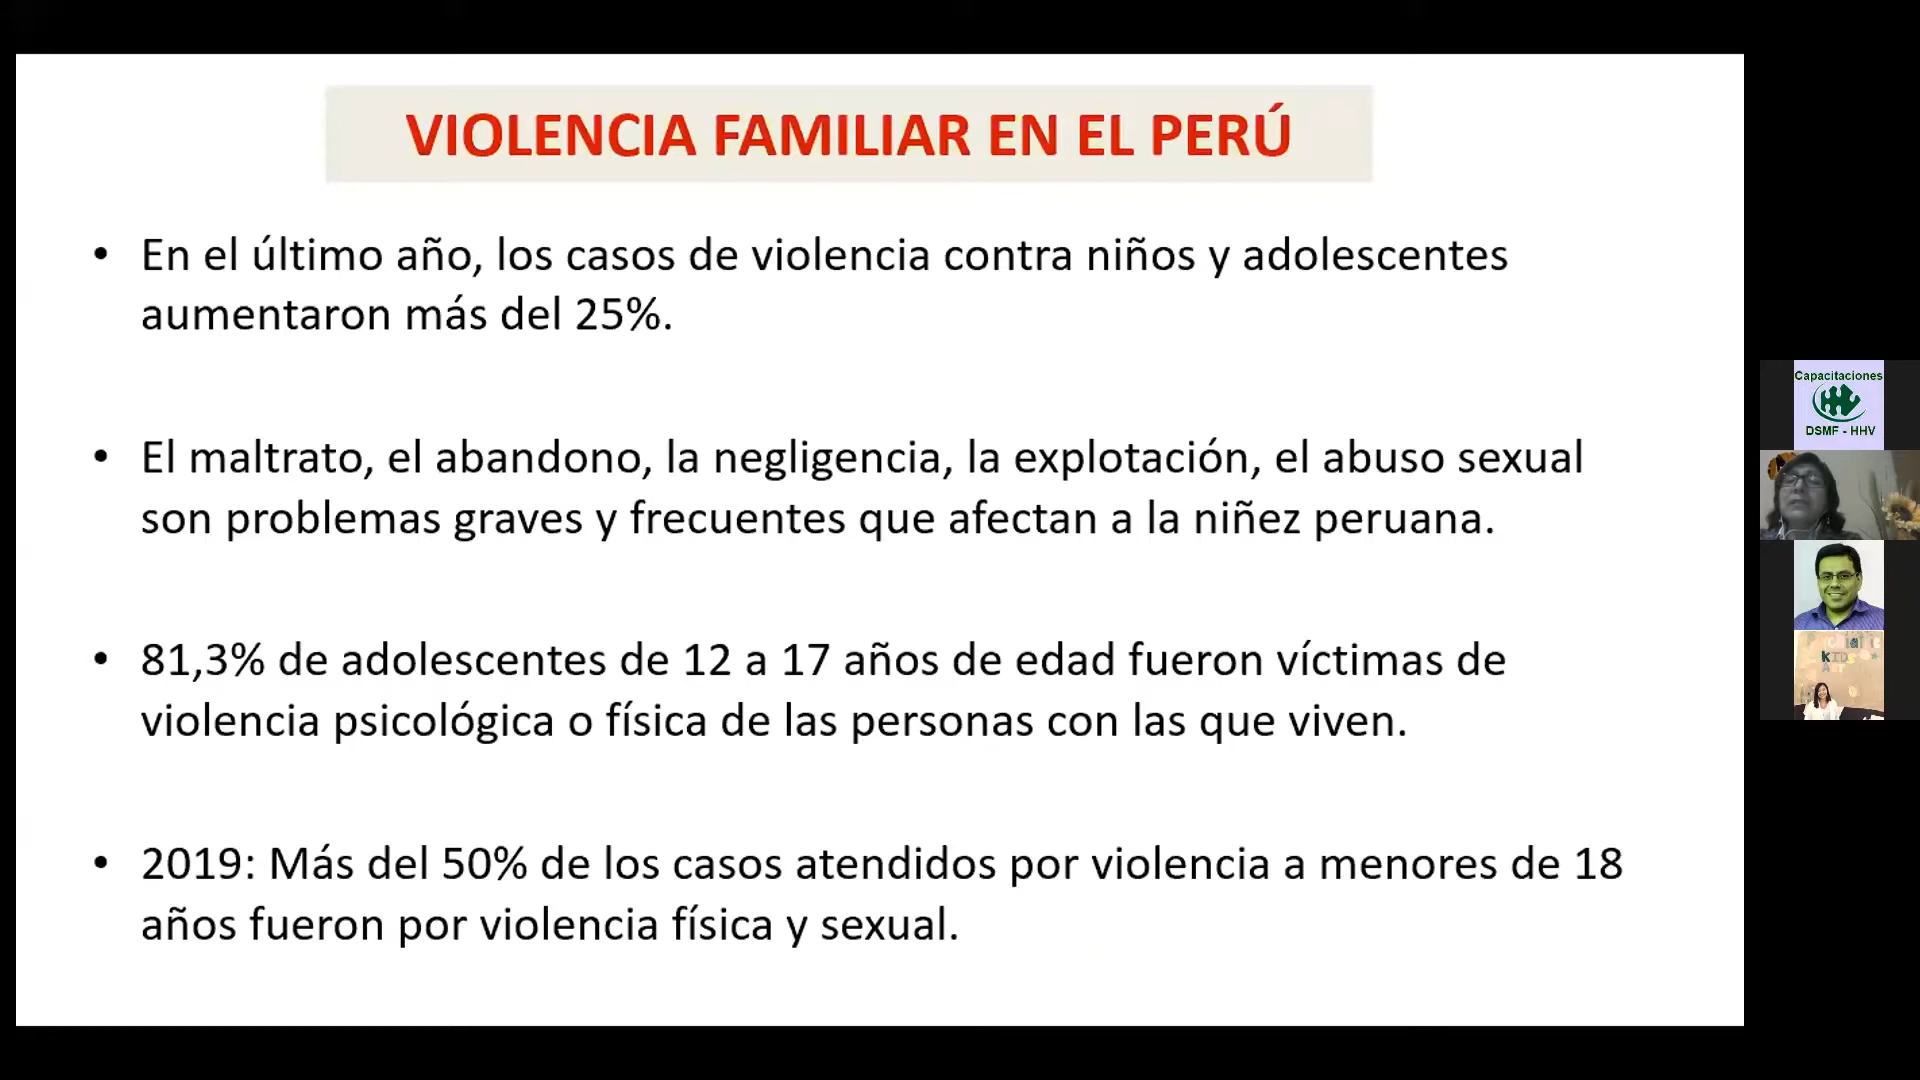 VIOLENCIA FAMILIAR EN EL PERÚ
• En el último año, los casos de violencia contra niños y adolescentes
aumentaron más del 25%.
• El maltrato, el abandono, la negligencia, la explotación, el abuso sexual
son problemas graves y frecuentes que afectan a la niñez peruana.
• 81,3% de adolescentes de 12 a 17 años de edad fueron víctimas de
violencia psicológica o física de las personas con las que viven.
• 2019: Más del 50% de los casos atendidos por violencia a menores de 18
años fueron por violencia física y sexual.
Capacitaciones
DSMF - HHV
KIDS